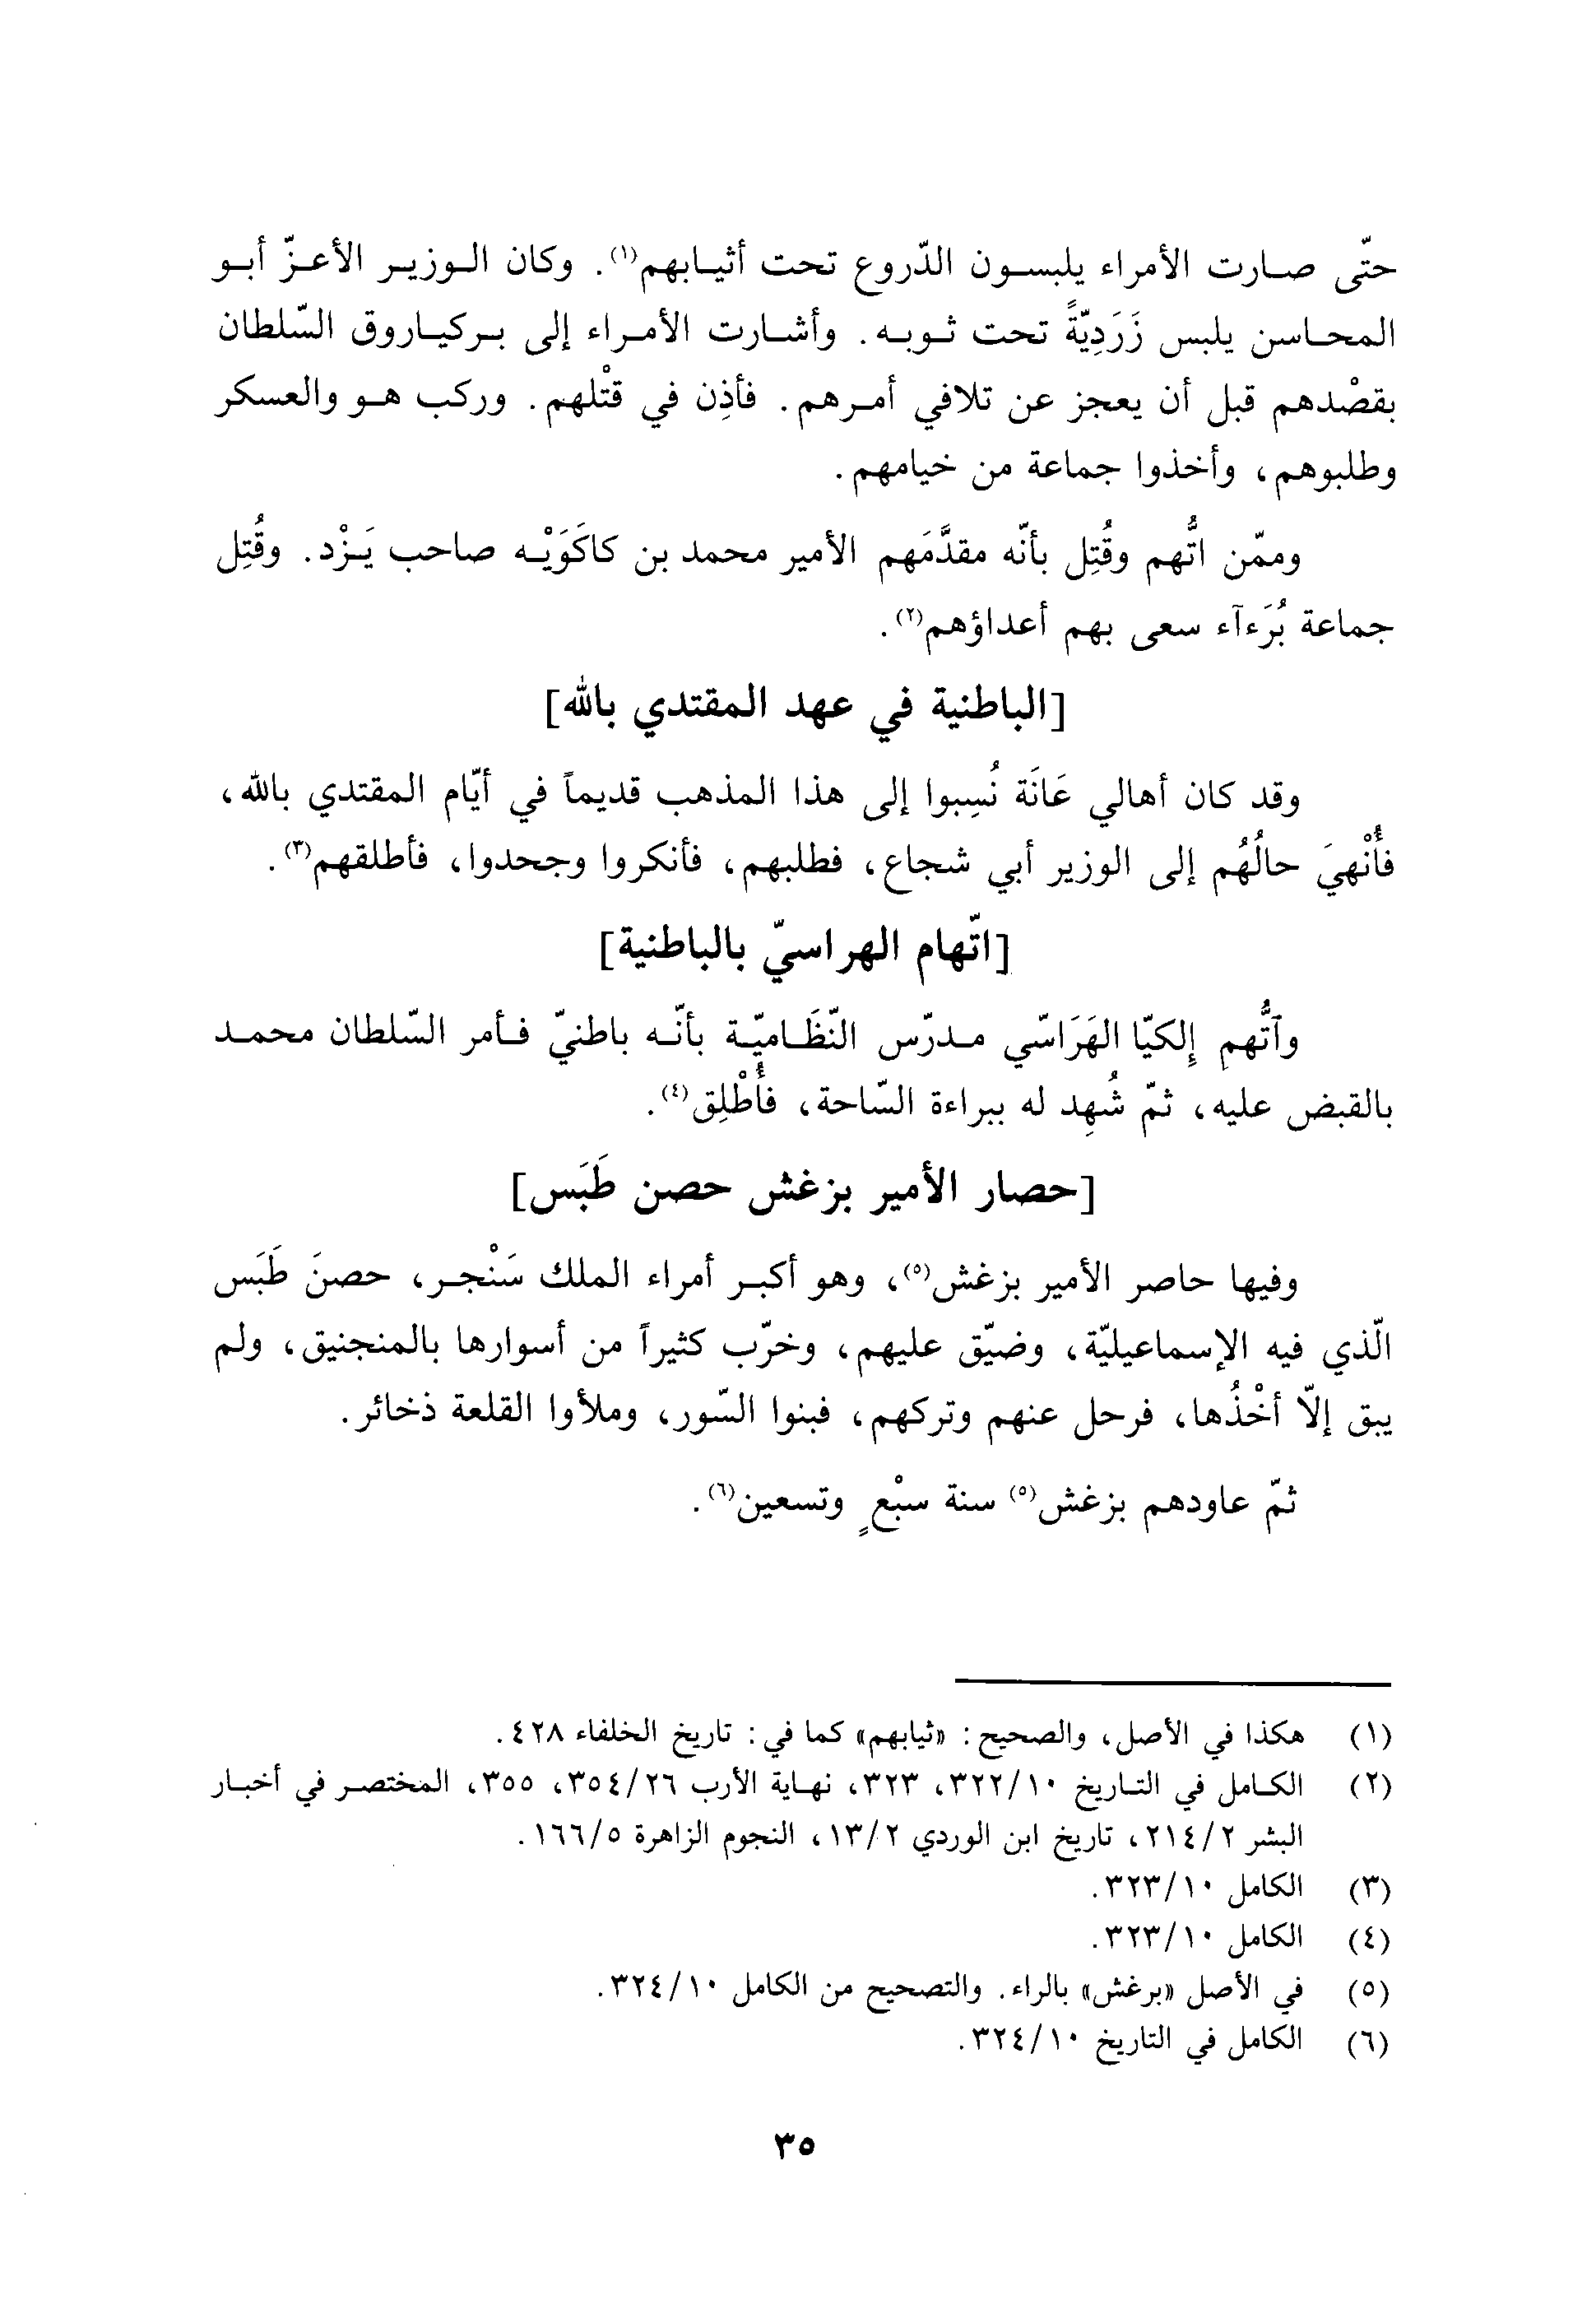 حتّى صارت الأمراء يلبسون الدّروع تحت أثيابهم(١). وكان الوزير الأعزّ أبو
المحاسن يلبس زَرَدِيّةً تحت ثوبه. وأشارت الأمراء إلى بركياروق السّلطان
بقصْدهم قبل أن يعجز عن تلافي أمرهم. فأذِن في قتْلهم. وركب هو والعسكر
وطلبوهم، وأخذوا جماعة من خيامهم.
وممّن اتُّهم وقُتِل بأنّه مقدَّمَهم الأمير محمد بن كاكَوَيْه صاحب يَزْد. وقُتِل
جماعة بُرَءآء سعى بهم أعداؤهم(٢).
[الباطنية في عهد المقتدي بالله]
وقد كان أهالي عَانَة نُسِبوا إلى هذا المذهب قديماً في أيّام المقتدي بالله،
فأُنْهيَ حالُهُم إلى الوزير أبي شجاع، فطلبهم، فأنكروا وجحدوا، فأطلقهم(٣).
[اتّهام الهراسيّ بالباطنية]
وآتُّهمِ إلكيّا الهَرَاسّي مدرّس النّظَاميّة بأنّه باطنيّ فأمر السّلطان محمد
بالقبض عليه، ثمّ شُهِد له ببراءة السّاحة، فأُطْلِق(٤).
[حصار الأمير بزغش حصن طَبَس]
وفيها حاصر الأمير بزغش(٥)، وهو أكبر أمراء الملك سَنْجر، حصنَ طَبَس
الّذي فيه الإسماعيليّة، وضيّق عليهم، وخرّب كثيراً من أسوارها بالمنجنيق، ولم
يبق إلّا أخْذُها، فرحل عنهم وتركهم، فبنوا السّور، وملأوا القلعة ذخائر.
ثمّ عاودهم بزغش(٥) سنة سبْعٍ وتسعين(٦).
(١) هكذا في الأصل، والصحيح: «ثيابهم» كما في: تاريخ الخلفاء ٤٢٨.
(٢) الكامل في التاريخ ٣٢٢/١٠، ٣٢٣، نهاية الأرب ٣٥٤/٢٦، ٣٥٥، المختصر في أخبار
البشر ٢١٤/٢، تاريخ ابن الوردي ١٣/٢، النجوم الزاهرة ١٦٦/٥.
(٣) الكامل ٣٢٣/١٠.
(٤) الكامل ٣٢٣/١٠.
(٥) في الأصل «برغش» بالراء. والتصحيح من الكامل ٣٢٤/١٠.
(٦) الكامل في التاريخ ٣٢٤/١٠.
٣٥